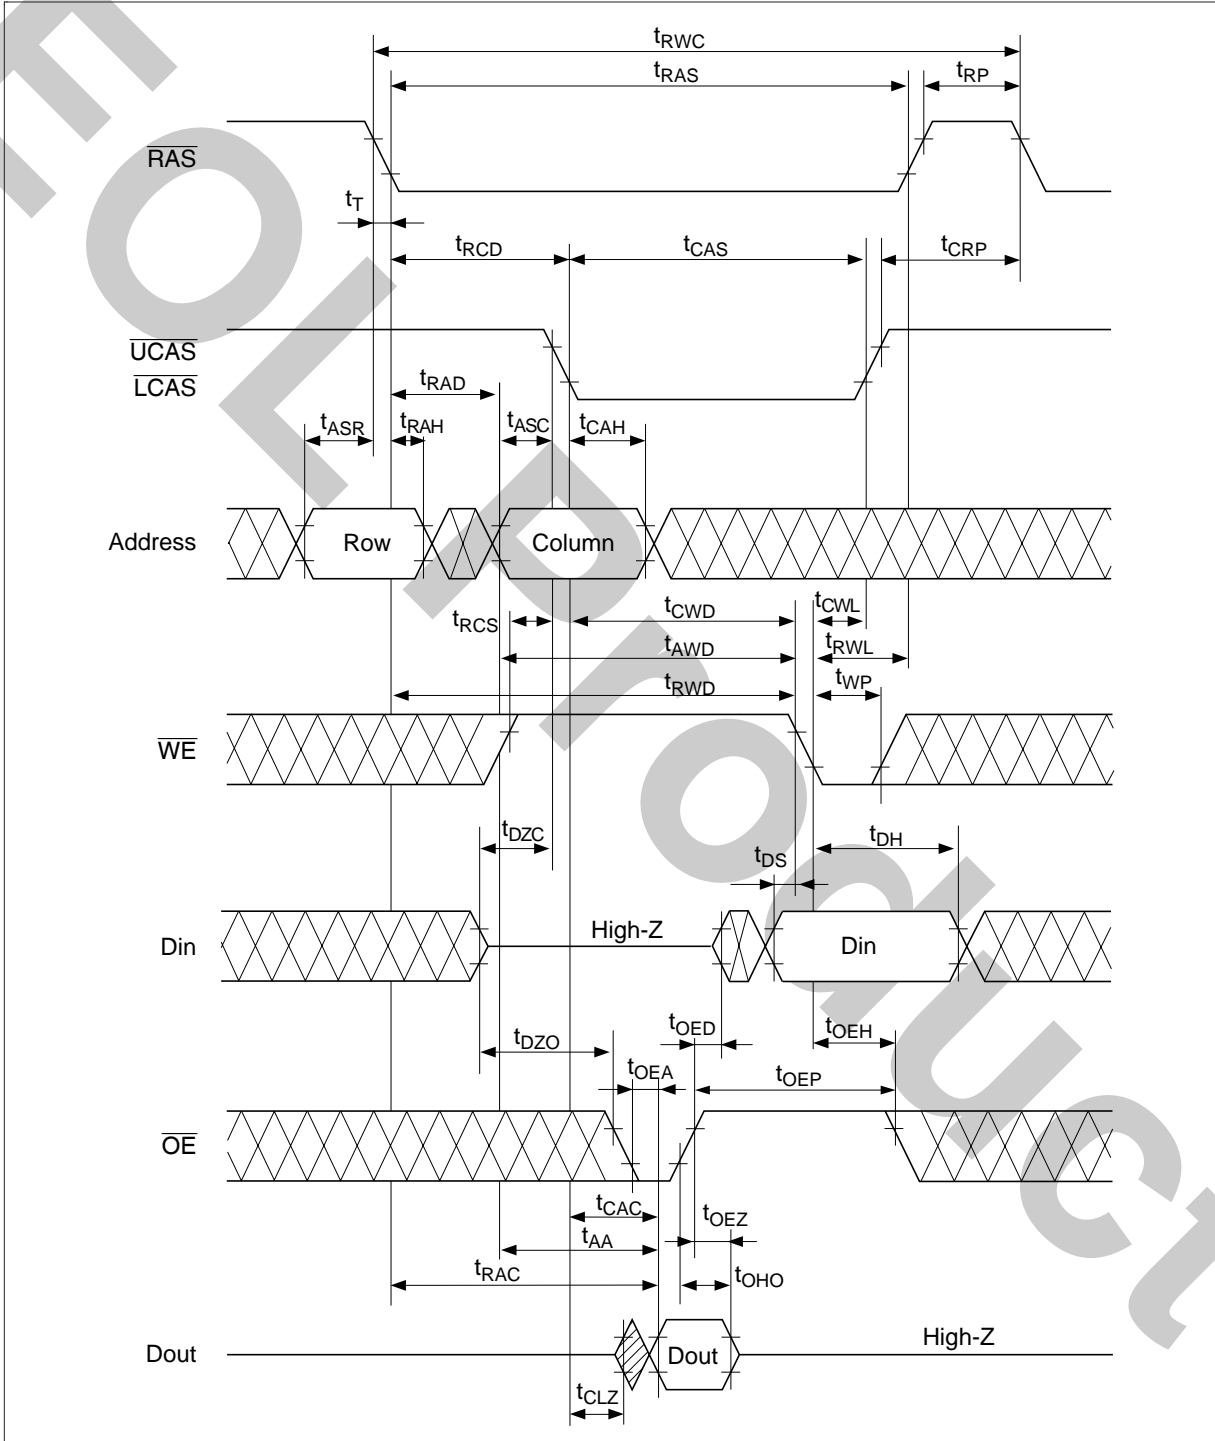 EOL Product
tRWC
tRAS
tRP
RAS
tT
tRCD
tCAS
tCRP
UCAS
LCAS
tRAD
tASR
tRAH
tASC
tCAH
Address
Row
Column
tRCS
tCWD
tCWL
tAWD
tRWL
tRWD
tWP
WE
tDZC
tDS
tDH
Din
High-Z
Din
tDZO
tOED
tOEH
tOEA
tOEP
OE
tCAC
tOEZ
tAA
tRAC
tOHO
Dout
Dout
High-Z
tCLZ